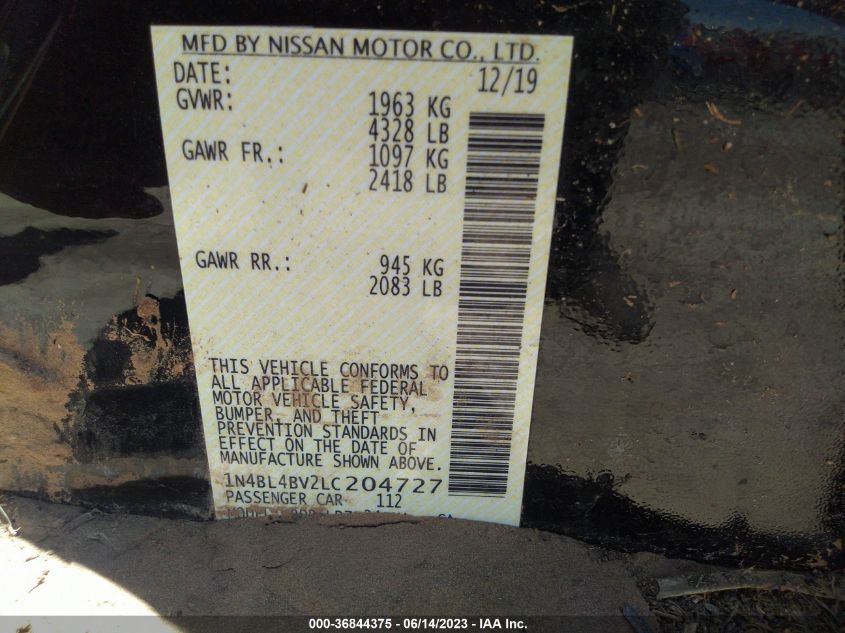 MFD BY NISSAN MOTOR CO., LTD.
DATE: 12/19
GVWR: 1963 KG
4328 LB
GAWR FR.: 1097 KG
2418 LB
GAWR RR.: 945 KG
2083 LB
THIS VEHICLE CONFORMS TO
ALL APPLICABLE FEDERAL
MOTOR VEHICLE SAFETY,
BUMPER, AND THEFT
PREVENTION STANDARDS IN
EFFECT ON THE DATE OF
MANUFACTURE SHOWN ABOVE.
1N4BL4BV2LC204727
PASSENGER CAR 112
000-36844375 - 06/14/2023 - IAA Inc.